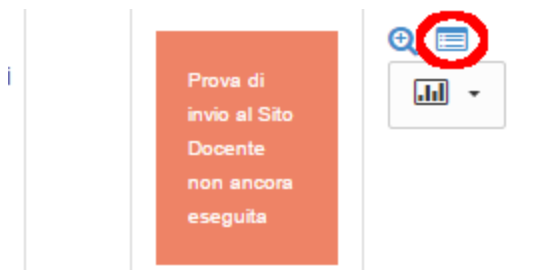 i
Prova di
invio al Sito
Docente
non ancora
eseguita